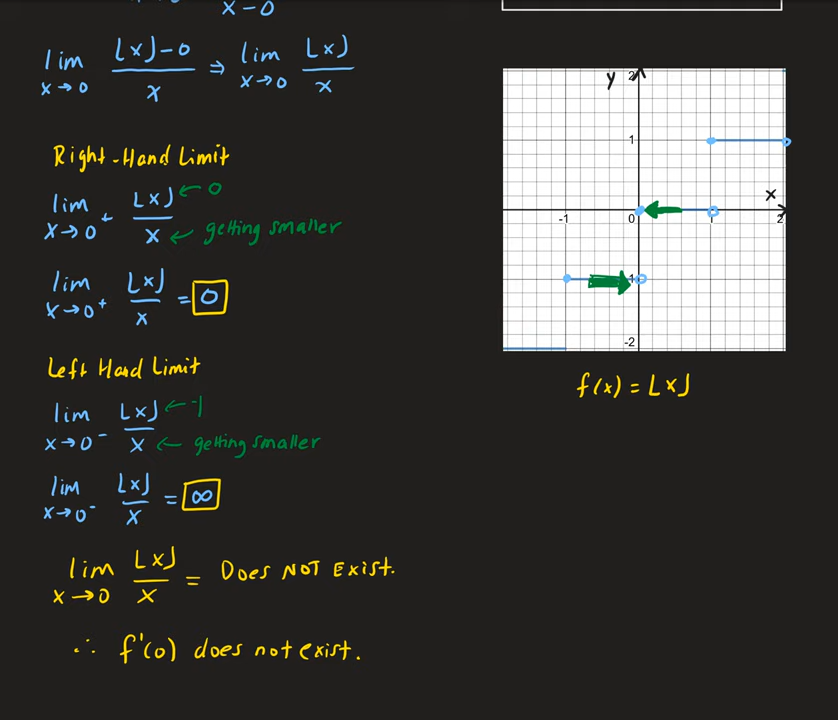 x-0
lim x→0 ⌊x⌋-0 / x ⇒ lim x→0 ⌊x⌋ / x
Right-Hand Limit
lim x→0⁺ ⌊x⌋ / x ← 0
← getting smaller
lim x→0⁺ ⌊x⌋ / x = 0
Left Hand Limit
lim x→0⁻ ⌊x⌋ / x ← -1
← getting smaller
lim x→0⁻ ⌊x⌋ / x = ∞
lim x→0 ⌊x⌋ / x = Does NOT Exist.
∴ f'(0) does not exist.
y 2
1
x
-1 0 1 2
-1
-2
f(x) = ⌊x⌋